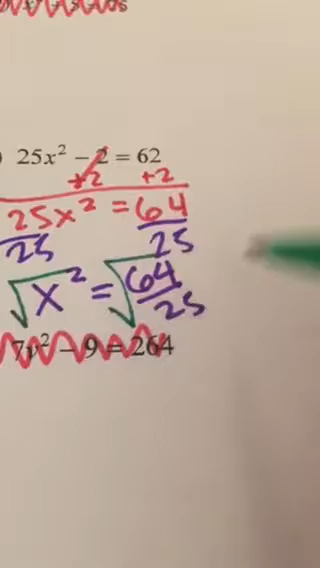 25x² - 2 = 62
+2 +2
25x² = 64
25 25
√x² = √64/25
7y² - 9 = 264